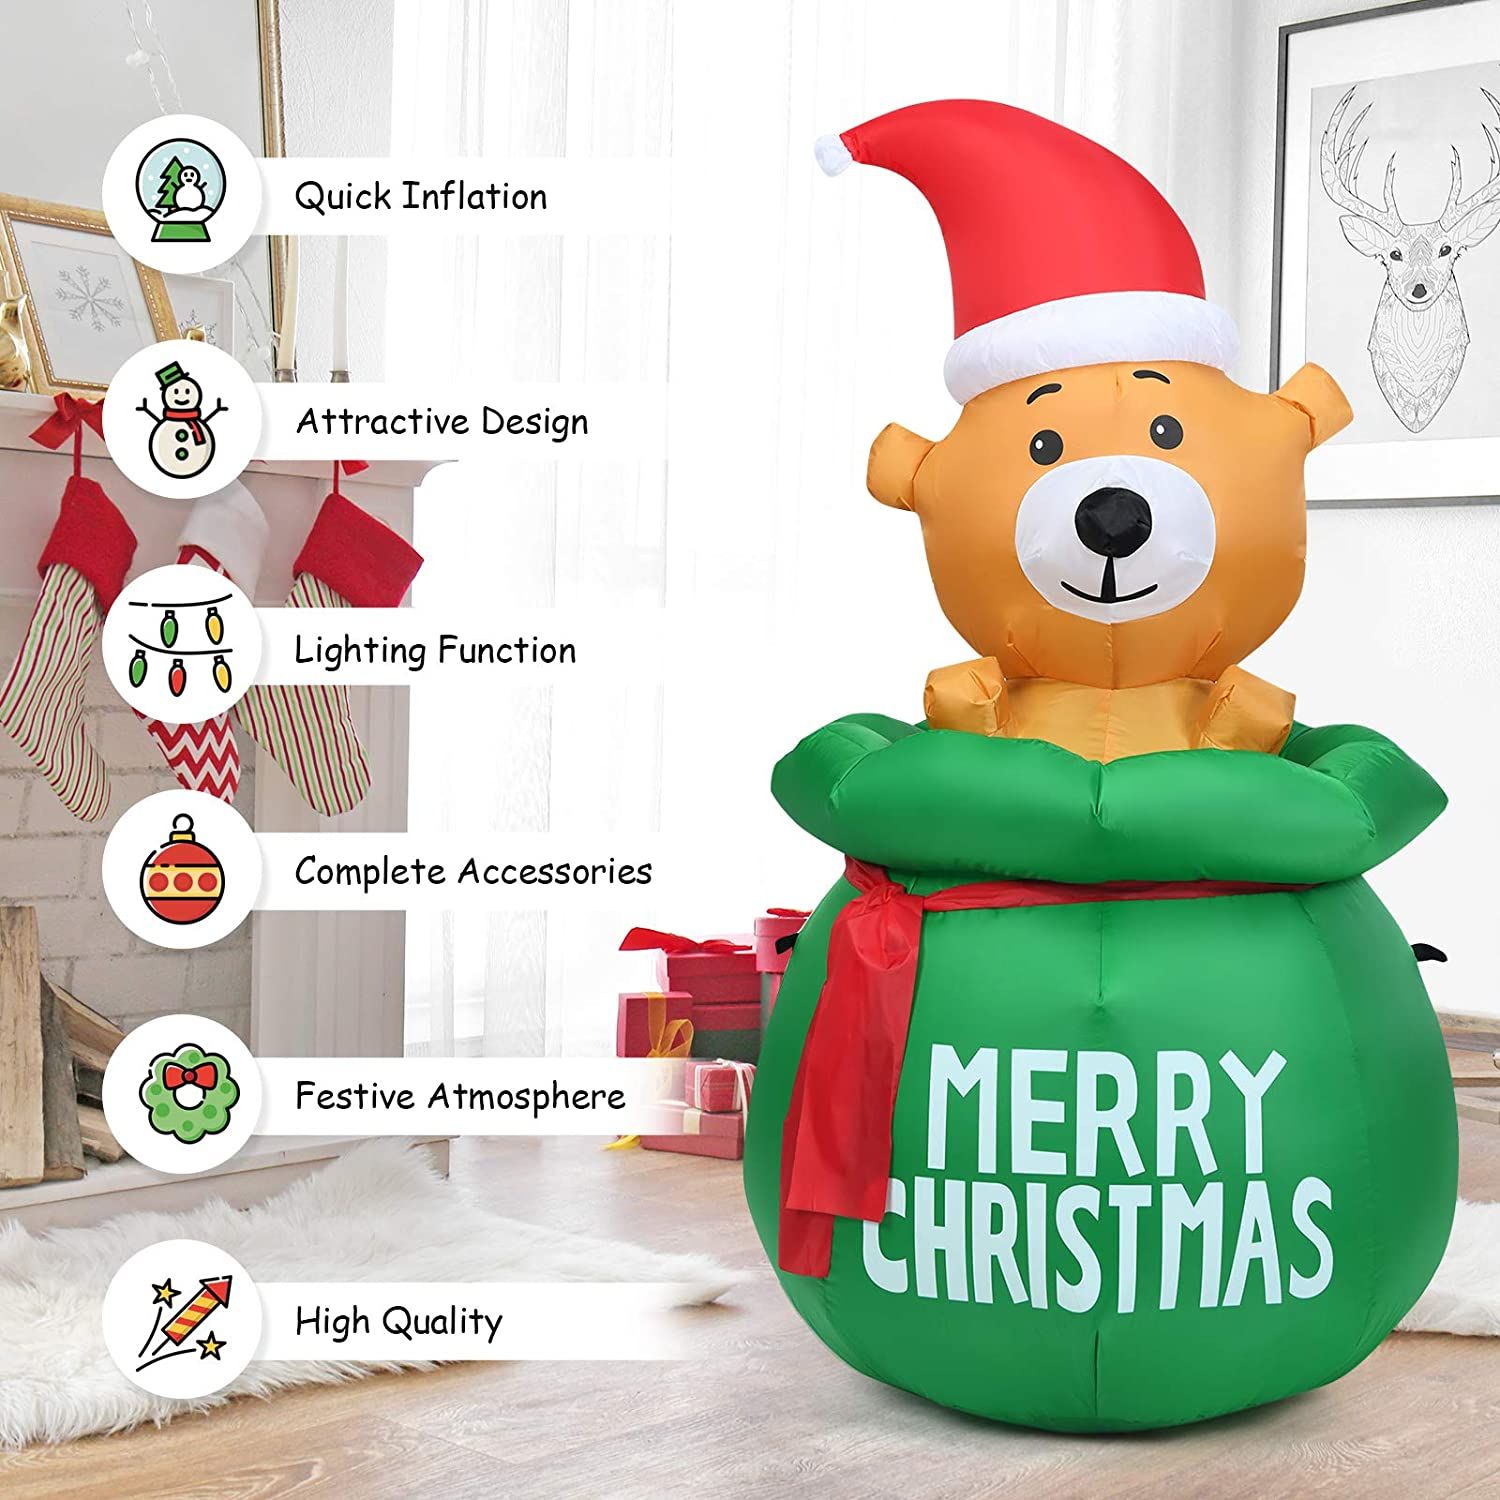 Quick Inflation
Attractive Design
Lighting Function
Complete Accessories
Festive Atmosphere
High Quality
MERRY
CHRISTMAS